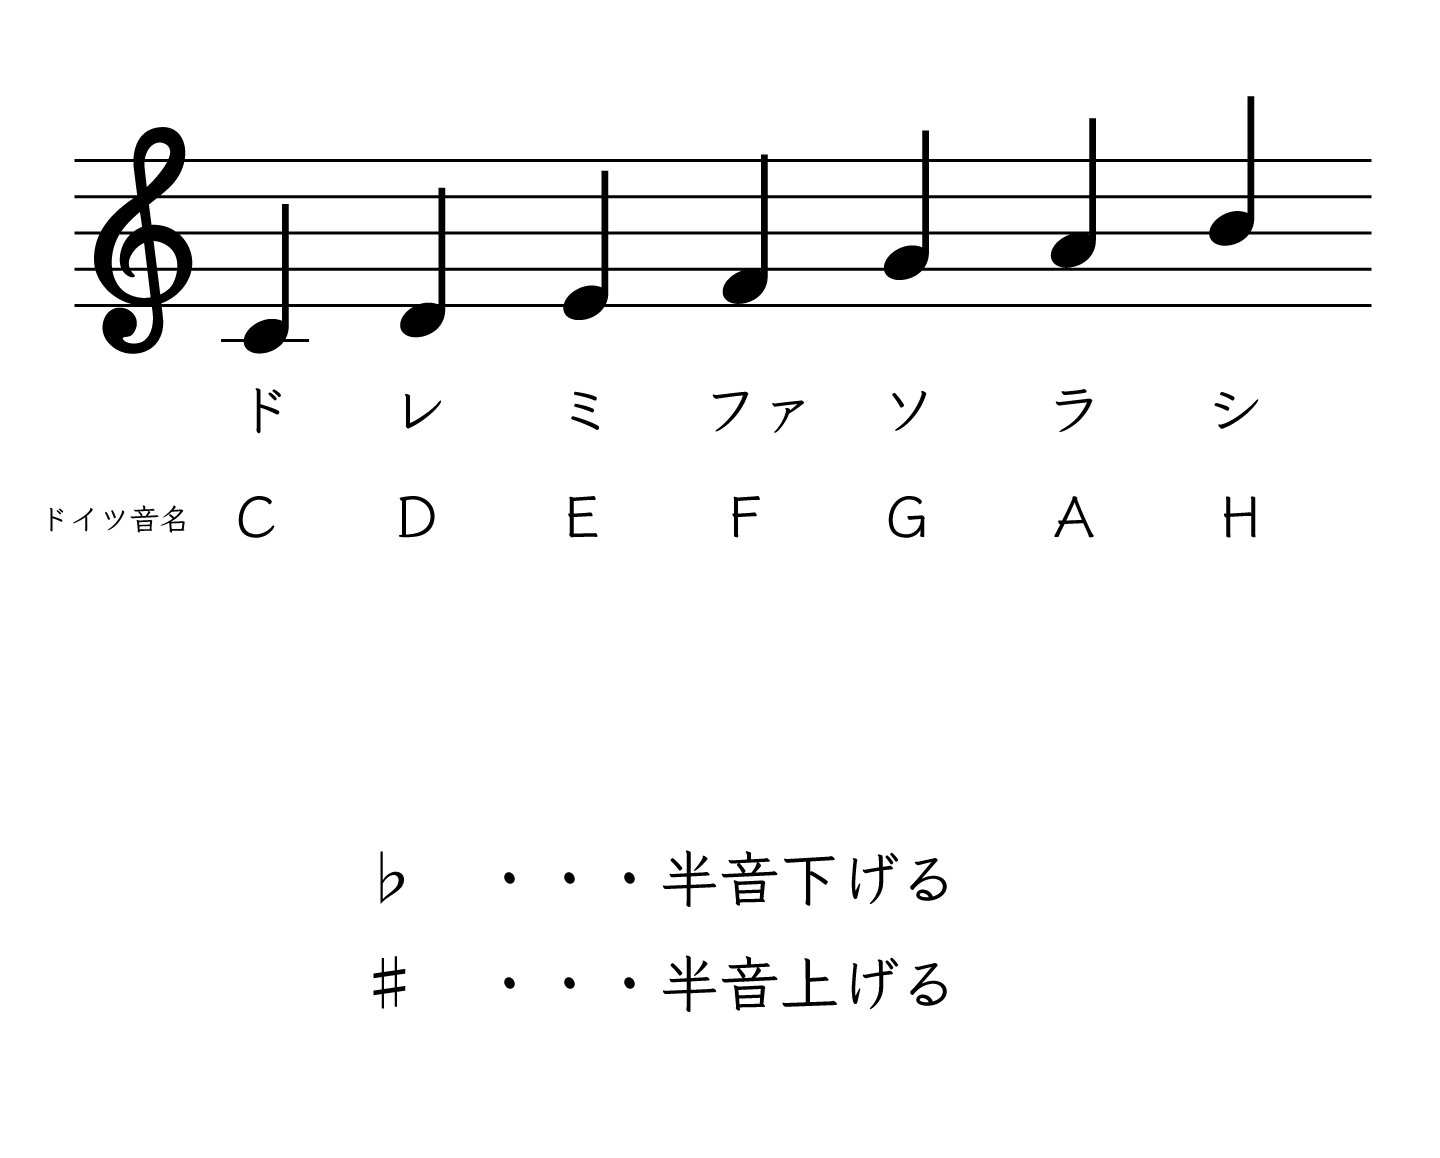 ド レ ミ ファ ソ ラ シ
ドイツ音名 C D E F G A H
♭ ・・・半音下げる
♯ ・・・半音上げる